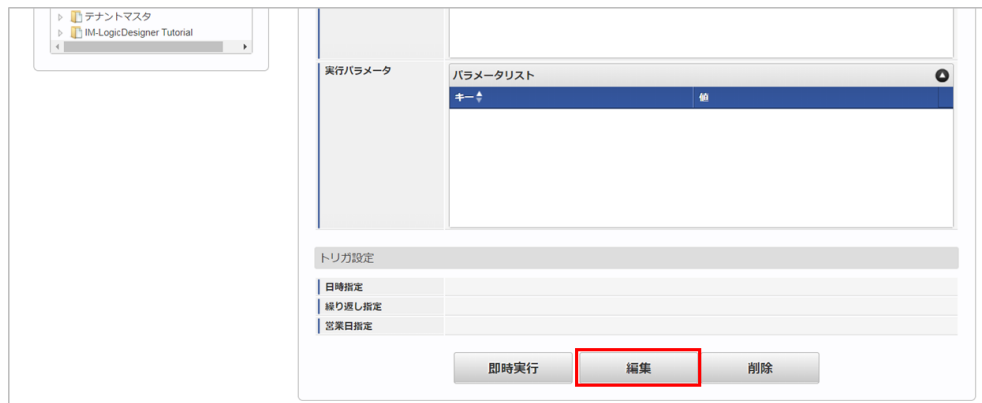 テナントマスタ
IM-LogicDesigner Tutorial
実行パラメータ
パラメータリスト
キー
値
トリガ設定
日時指定
繰り返し指定
営業日指定
即時実行
編集
削除